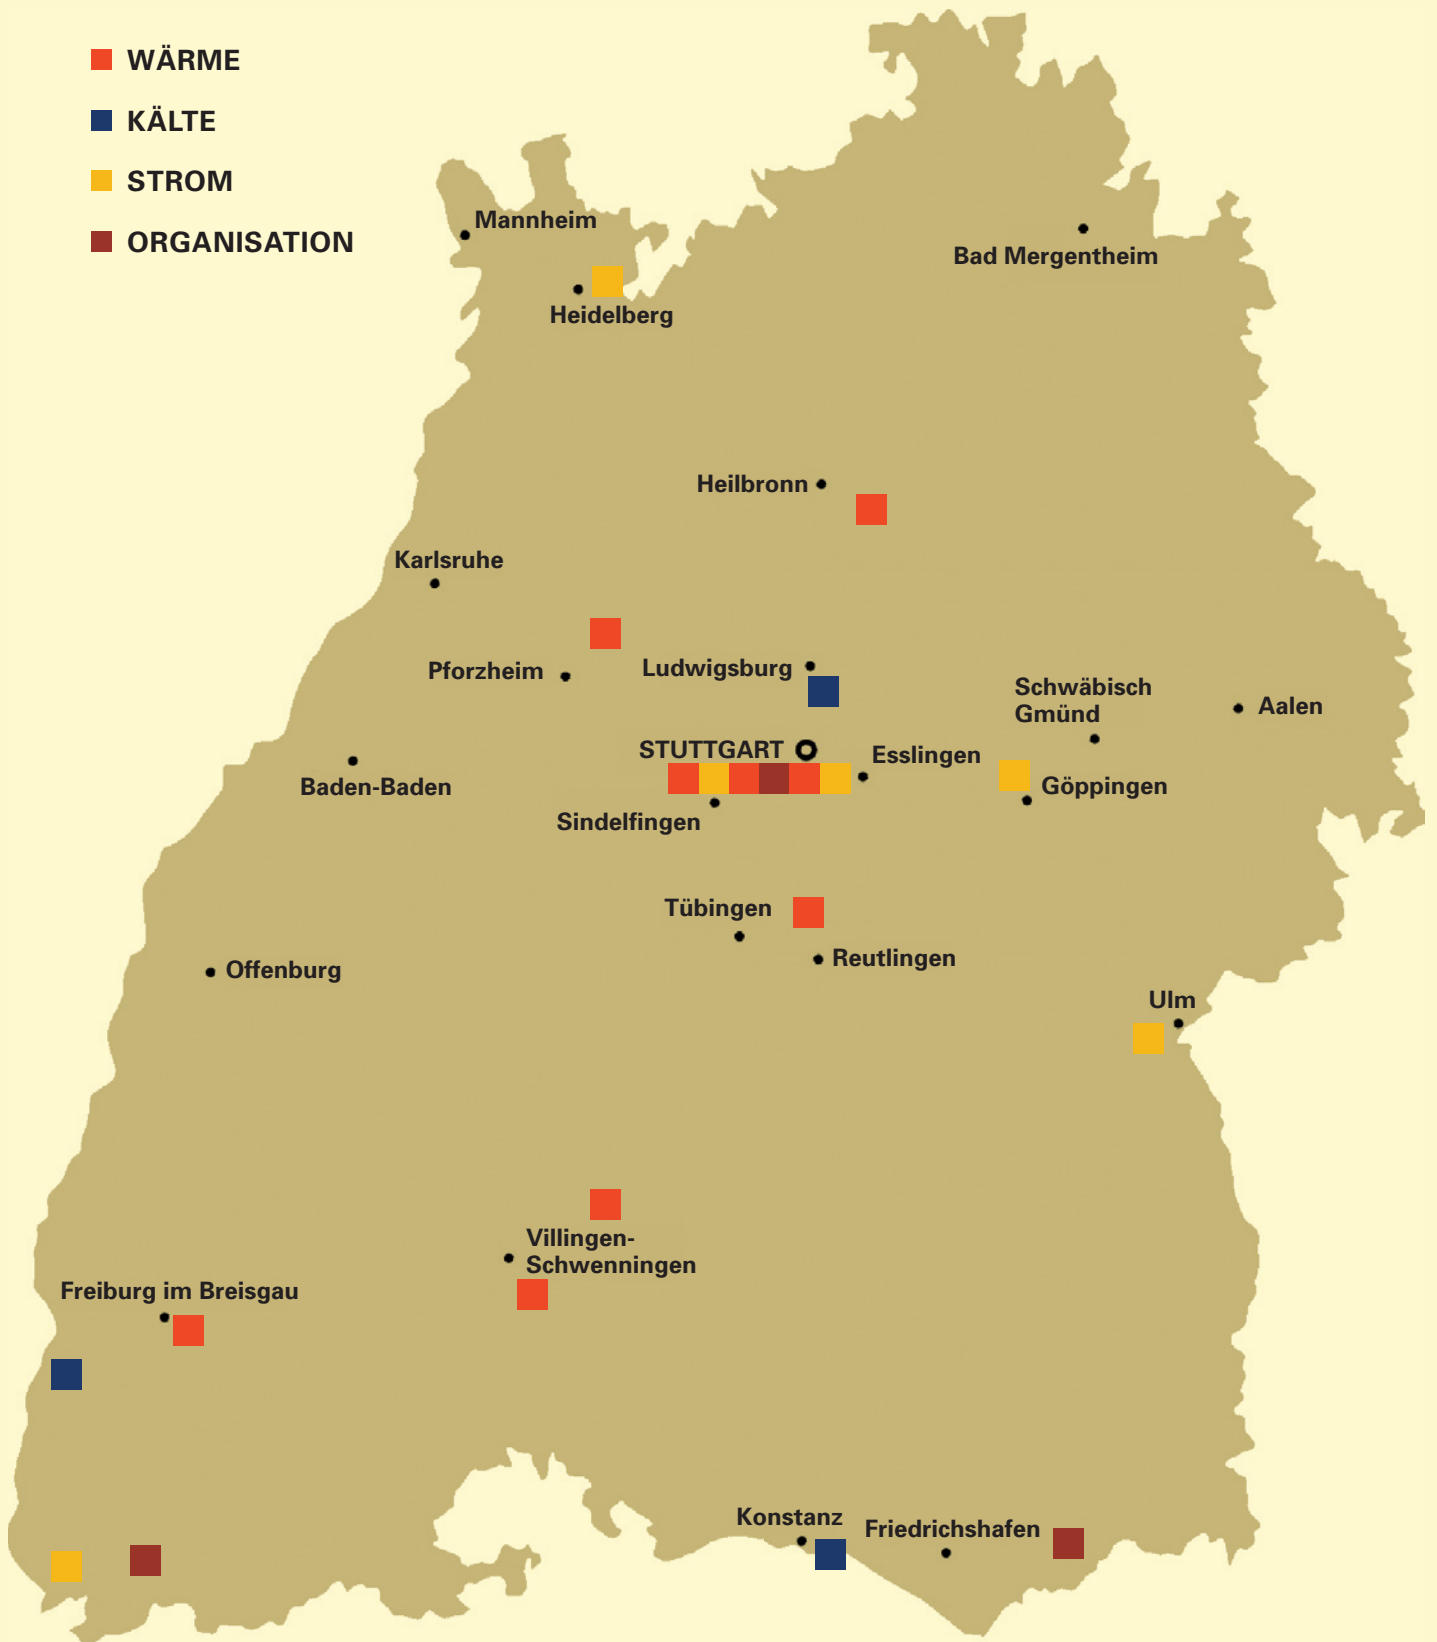 WÄRME
KÄLTE
STROM
ORGANISATION
Mannheim
Bad Mergentheim
Heidelberg
Heilbronn
Karlsruhe
Pforzheim
Ludwigsburg
Schwäbisch
Gmünd
Aalen
STUTTGART
Esslingen
Baden-Baden
Göppingen
Sindelfingen
Tübingen
Reutlingen
Offenburg
Ulm
Villingen-
Schwenningen
Freiburg im Breisgau
Konstanz
Friedrichshafen